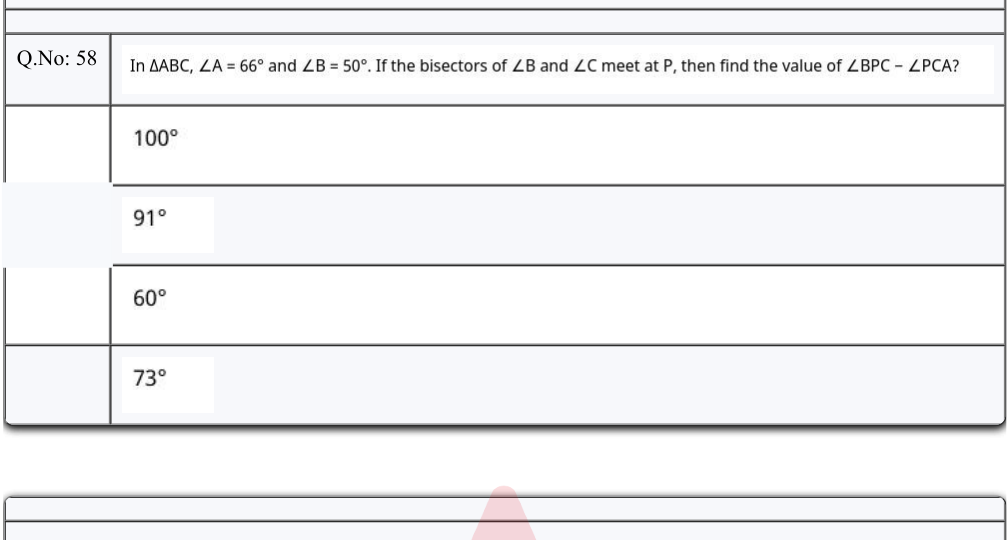 Q.No: 58
In ΔABC, ∠A = 66° and ∠B = 50°. If the bisectors of ∠B and ∠C meet at P, then find the value of ∠BPC – ∠PCA?
100°
91°
60°
73°